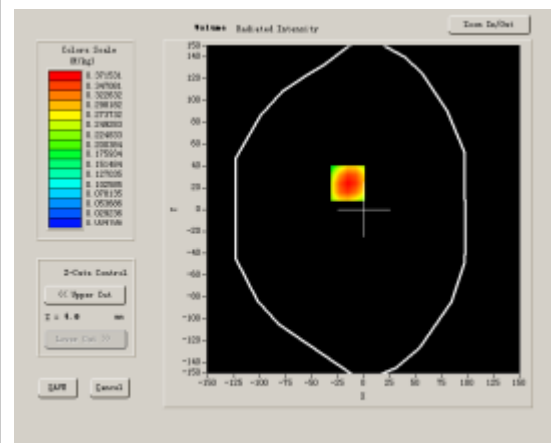 Volume Radiated Intensity
Zoom In/Out
Colors Scale
(W/kg)
0.371531
0.347081
0.322632
0.298182
0.273732
0.249283
0.224833
0.200384
0.175934
0.151484
0.127035
0.102585
0.078135
0.053686
0.029236
Z-Cuts Control
<< Upper Cut
Z = 4.0 mm
Lower Cut >>
SAVE
Cancel
150
140
120
100
80
60
40
20
0
-20
-40
-60
-80
-100
-120
-140
-150
Y
-150 -125 -100 -75 -50 -25 0 25 50 75 100 125 150
X